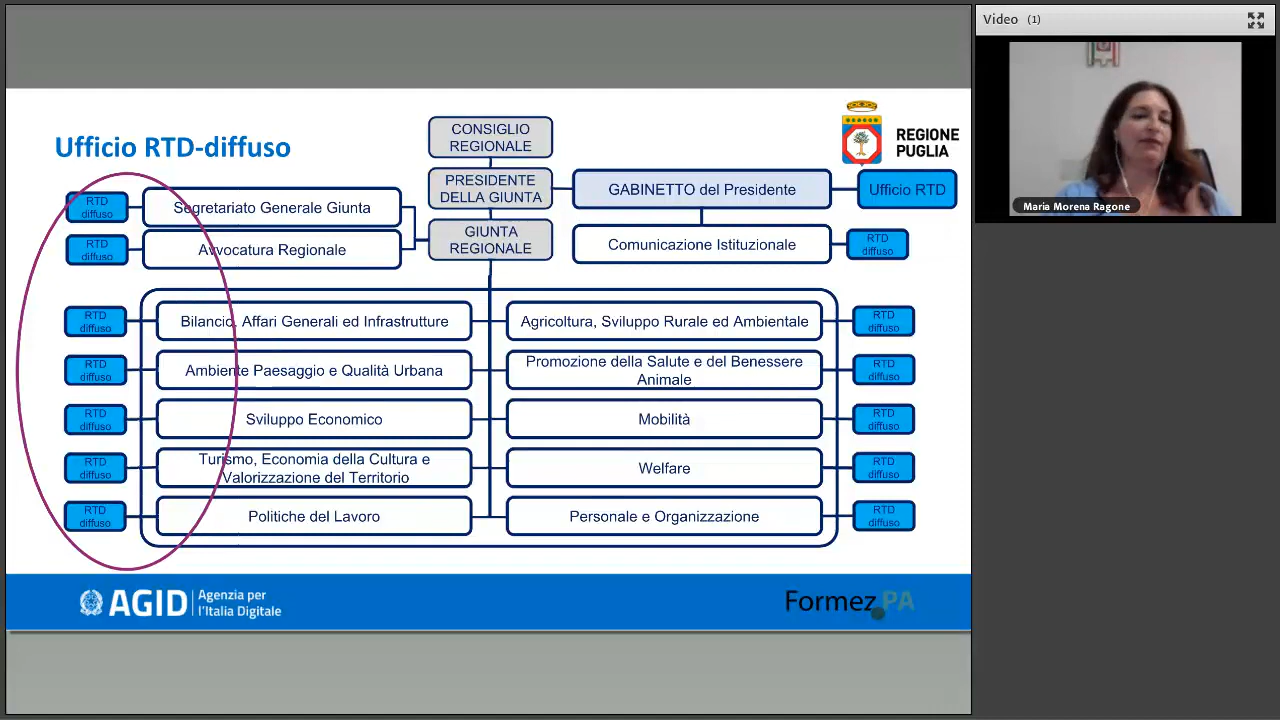 Video (1)
Maria Morena Ragone
Ufficio RTD-diffuso
CONSIGLIO
REGIONALE
REGIONE
PUGLIA
PRESIDENTE
DELLA GIUNTA
GABINETTO del Presidente
Ufficio RTD
RTD
diffuso
Segretariato Generale Giunta
GIUNTA
REGIONALE
Comunicazione Istituzionale
RTD
diffuso
RTD
diffuso
Avvocatura Regionale
RTD
diffuso
Bilancio, Affari Generali ed Infrastrutture
Agricoltura, Sviluppo Rurale ed Ambientale
RTD
diffuso
RTD
diffuso
Ambiente Paesaggio e Qualità Urbana
Promozione della Salute e del Benessere
Animale
RTD
diffuso
RTD
diffuso
Sviluppo Economico
Mobilità
RTD
diffuso
RTD
diffuso
Turismo, Economia della Cultura e
Valorizzazione del Territorio
Welfare
RTD
diffuso
RTD
diffuso
Politiche del Lavoro
Personale e Organizzazione
RTD
diffuso
AGID
Agenzia per
l'Italia Digitale
Formez PA